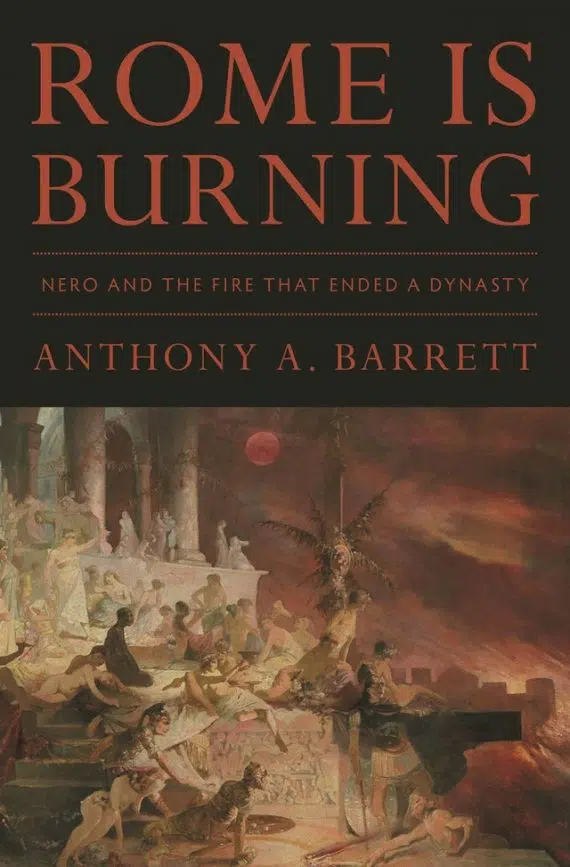 ROME IS
BURNING
NERO AND THE FIRE THAT ENDED A DYNASTY
ANTHONY A. BARRETT